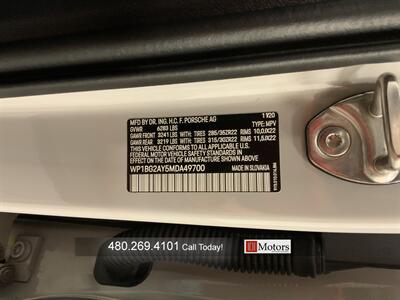 MFD BY DR. ING. H.C. F. PORSCHE AG 11/20
GVWR 6283 LBS TYPE: MPV
GAWR FRONT 3241 LBS WITH TIRES 285/35ZR22 RIMS 10,0JX22
GAWR REAR 3219 LBS WITH TIRES 315/30ZR22 RIMS 11,5JX22
THIS VEHICLE CONFORMS TO ALL APPLICABLE U.S.
FEDERAL MOTOR VEHICLE SAFETY STANDARDS IN
EFFECT ON THE DATE OF MANUFACTURE SHOWN ABOVE.
WP1BG2AY5MDA49700 MADE IN SLOVAKIA
480.269.4101 Call Today! Motors